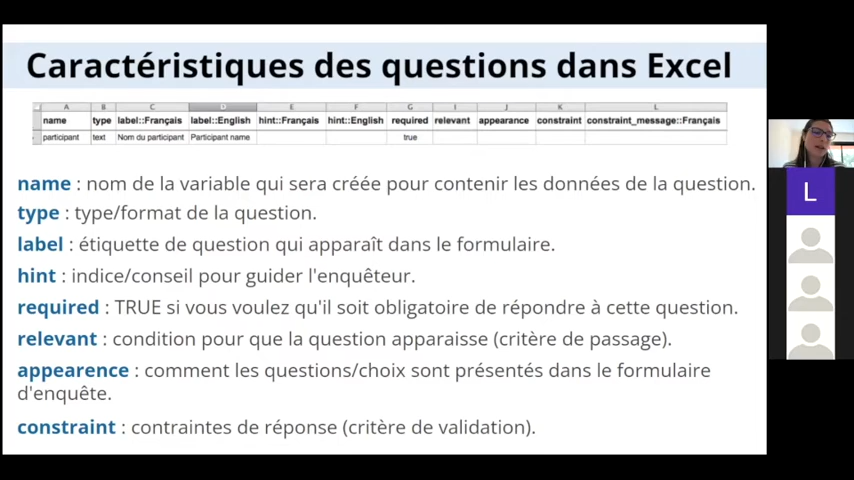 Caractéristiques des questions dans Excel
A B C D E F G I J K L
name type label::Français label::English hint::Français hint::English required relevant appearance constraint constraint_message::Français
participant text Nom du participant Participant name true
name : nom de la variable qui sera créée pour contenir les données de la question.
type : type/format de la question.
label : étiquette de question qui apparaît dans le formulaire.
hint : indice/conseil pour guider l'enquêteur.
required : TRUE si vous voulez qu'il soit obligatoire de répondre à cette question.
relevant : condition pour que la question apparaisse (critère de passage).
appearence : comment les questions/choix sont présentés dans le formulaire
d'enquête.
constraint : contraintes de réponse (critère de validation).
L